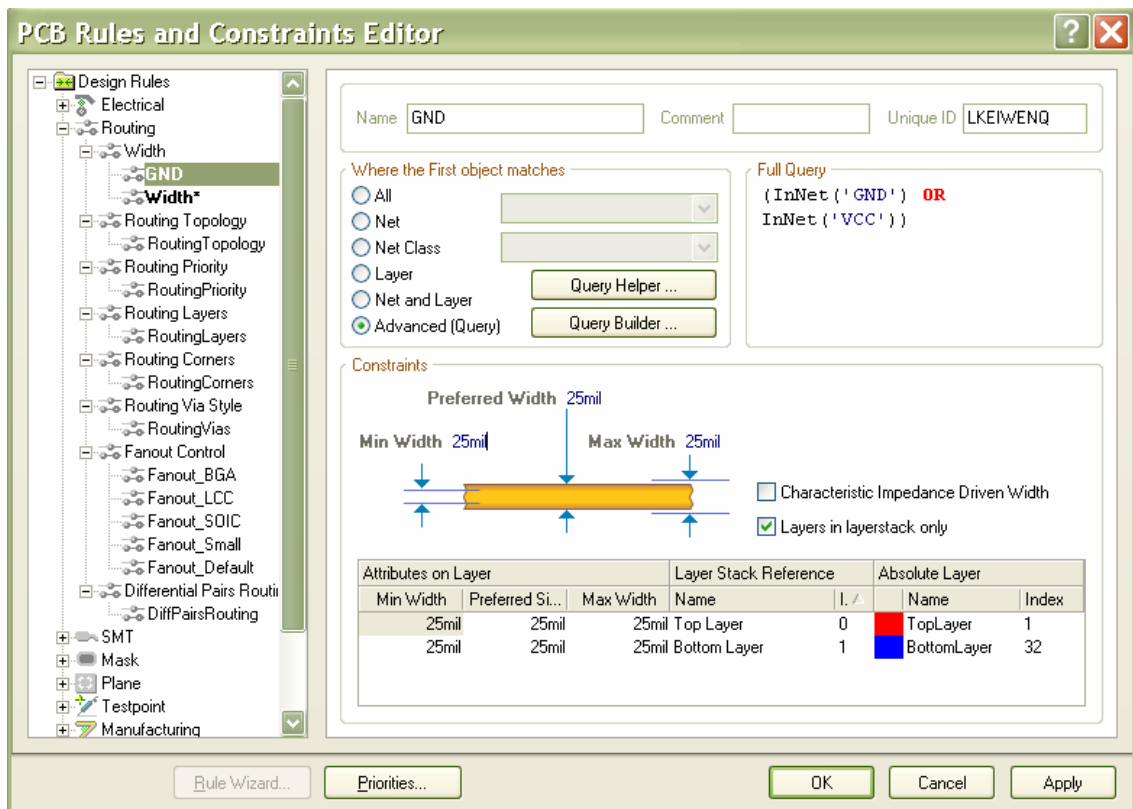 PCB Rules and Constraints Editor
Design Rules
Electrical
Routing
Width
GND
Width*
Routing Topology
RoutingTopology
Routing Priority
RoutingPriority
Routing Layers
RoutingLayers
Routing Corners
RoutingCorners
Routing Via Style
RoutingVias
Fanout Control
Fanout_BGA
Fanout_LCC
Fanout_SOIC
Fanout_Small
Fanout_Default
Differential Pairs Routi
DiffPairsRouting
SMT
Mask
Plane
Testpoint
Manufacturing
Name GND Comment Unique ID LKEIWENQ
Where the First object matches
All
Net
Net Class
Layer
Net and Layer
Advanced (Query)
Query Helper ...
Query Builder ...
Full Query
(InNet('GND') OR
InNet('VCC'))
Constraints
Preferred Width 25mil
Min Width 25mil Max Width 25mil
Characteristic Impedance Driven Width
Layers in layerstack only
Attributes on Layer Layer Stack Reference Absolute Layer
Min Width Preferred Si... Max Width Name I. Name Index
25mil 25mil 25mil Top Layer 0 TopLayer 1
25mil 25mil 25mil Bottom Layer 1 BottomLayer 32
Rule Wizard... Priorities... OK Cancel Apply